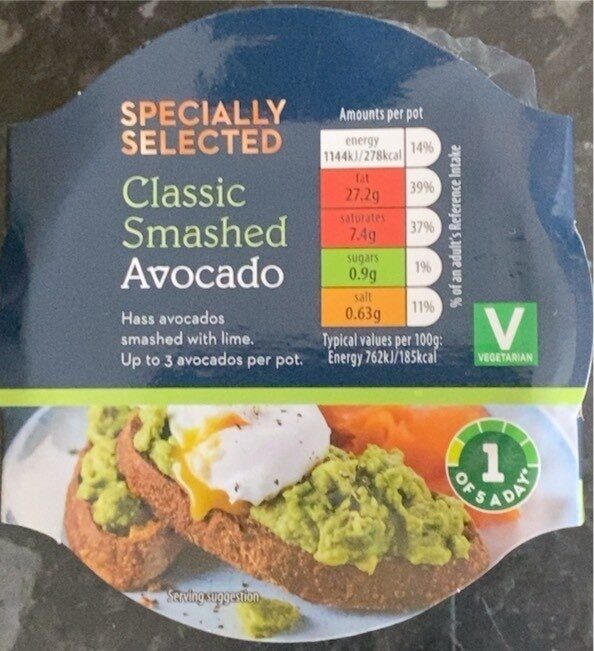 SPECIALLY
SELECTED
Classic
Smashed
Avocado
Hass avocados
smashed with lime.
Up to 3 avocados per pot.
Amounts per pot
energy
1144kJ/278kcal 14%
fat
27.2g 39%
saturates
7.4g 37%
sugars
0.9g 1%
salt
0.63g 11%
% of an adult's Reference Intake
Typical values per 100g:
Energy 762kJ/185kcal
V
VEGETARIAN
1
OF 5 A DAY*
Serving suggestion